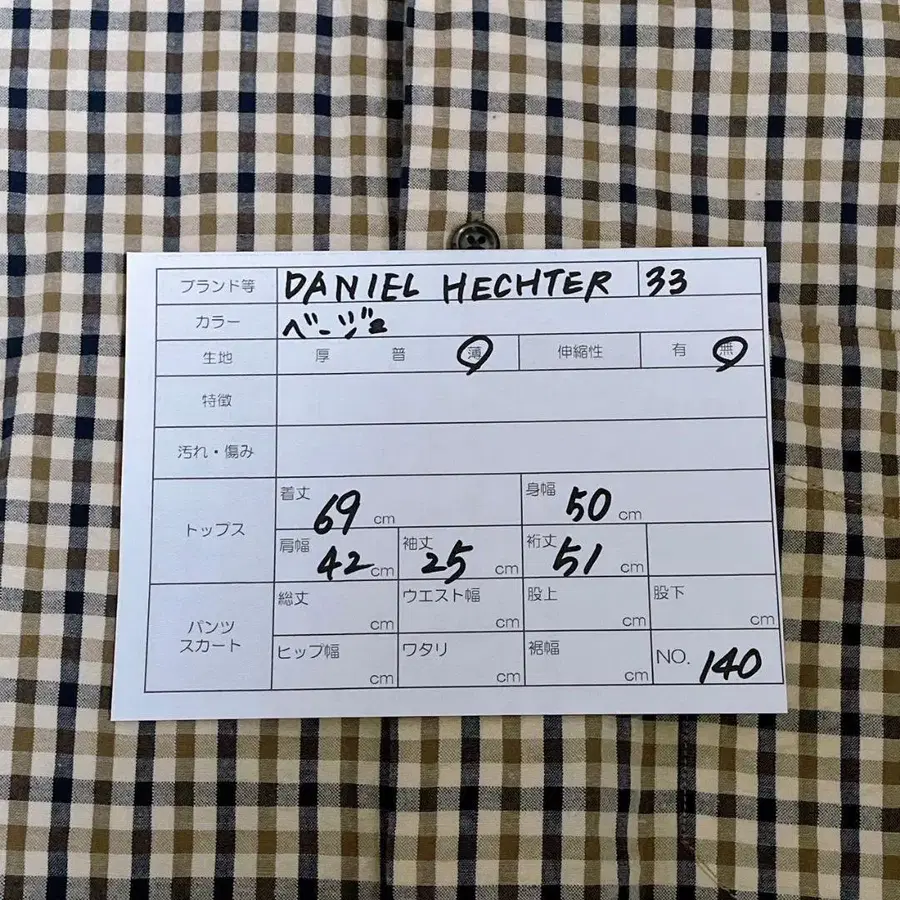 ブランド等 DANIEL HECHTER 33
カラー ベージュ
生地 厚 普 薄 伸縮性 有 無
特徴
汚れ・傷み
トップス
着丈 69 cm 身幅 50 cm
肩幅 42 cm 袖丈 25 cm 裄丈 51 cm
パンツ
スカート
総丈 cm ウエスト幅 cm 股上 cm 股下 cm
ヒップ幅 cm ワタリ cm 裾幅 cm NO. 140